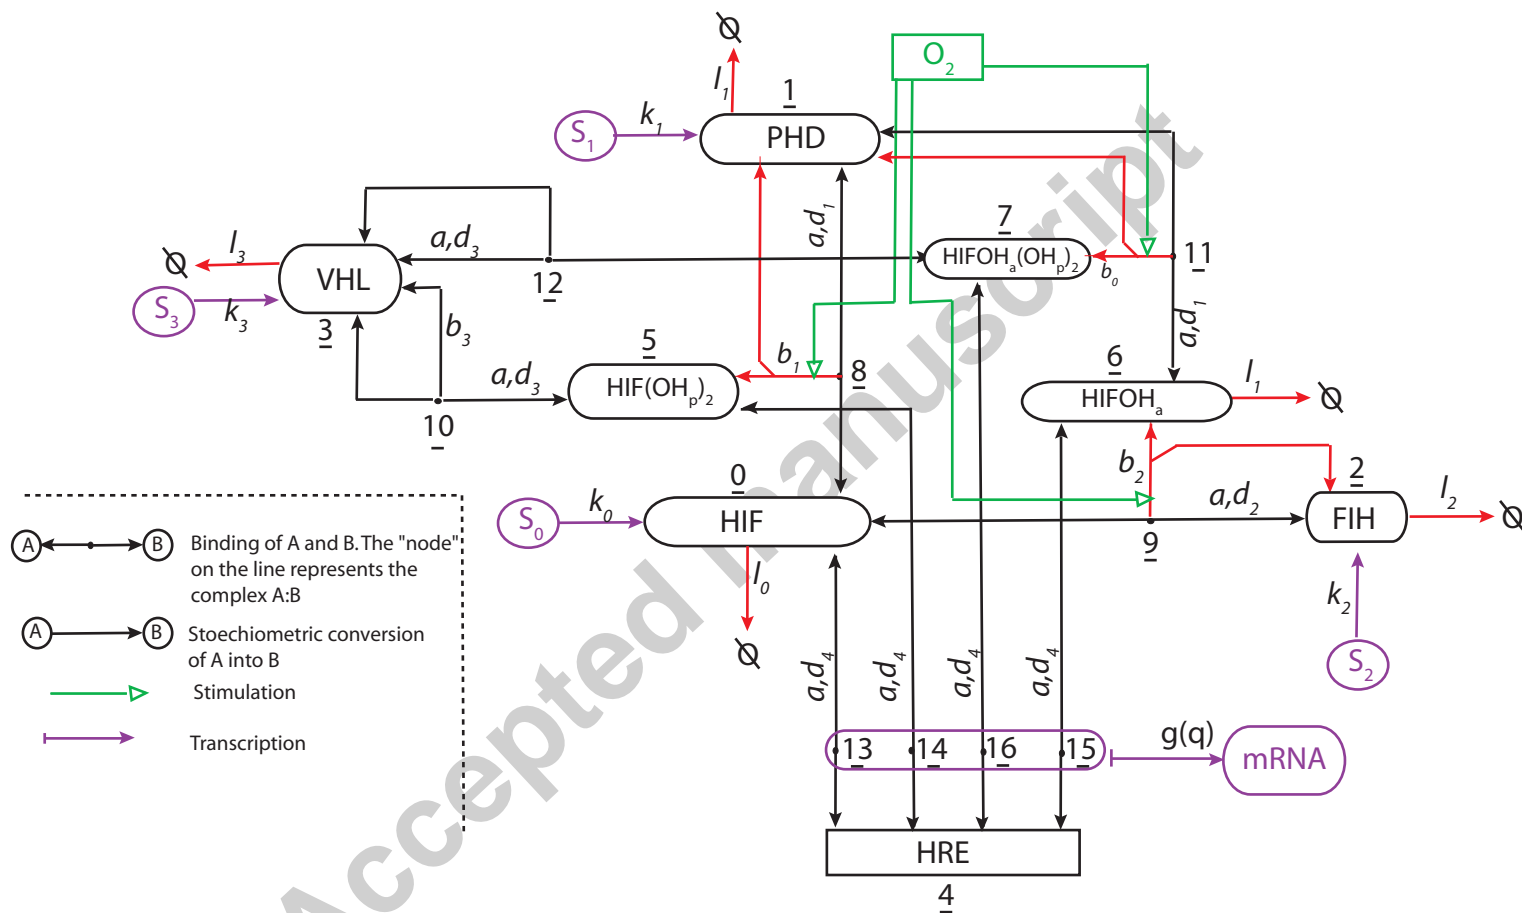 Ø
O₂
l₁
1
k₁
S₁
PHD
a,d₁
7
HIFOHₐ(OHₚ)₂
b₀
11
a,d₁
l₃
Ø
a,d₃
VHL
12
S₃
k₃
3
b₃
5
b₁
8
a,d₃
HIF(OHₚ)₂
10
6
HIFOHₐ
l₁
Ø
b₂
2
l₂
0
k₀
S₀
HIF
a,d₂
FIH
Ø
9
l₀
Ø
k₂
S₂
a,d₄
a,d₄
a,d₄
a,d₄
13
14
16
15
g(q)
mRNA
HRE
4
A
B
Binding of A and B. The "node"
on the line represents the
complex A:B
A
B
Stoechiometric conversion
of A into B
Stimulation
Transcription
Accepted manuscript